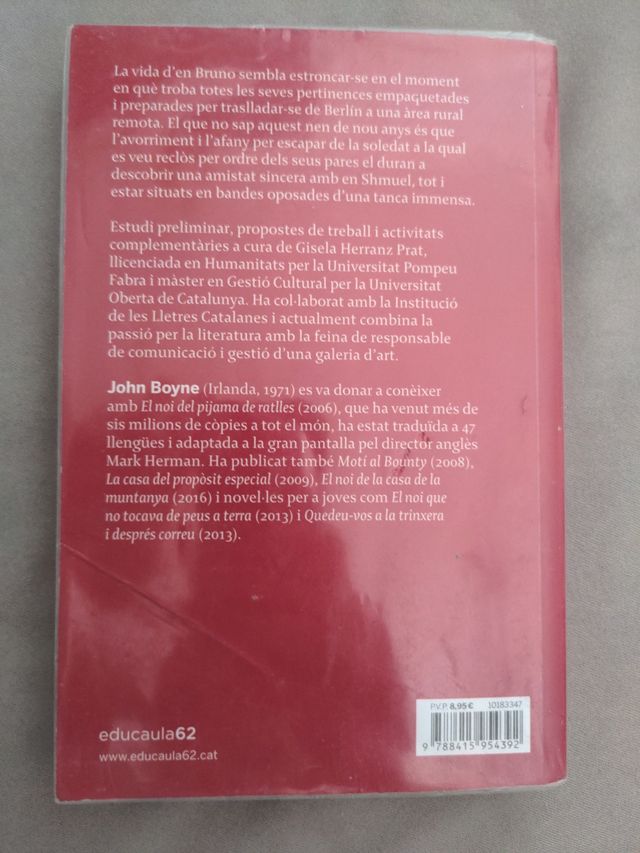 La vida d'en Bruno sembla estroncar-se en el moment
en què troba totes les seves pertinences empaquetades
i preparades per traslladar-se de Berlín a una àrea rural
remota. El que no sap aquest nen de nou anys és que
l'avorriment i l'afany per escapar de la soledat a la qual
es veu reclòs per ordre dels seus pares el duran a
descobrir una amistat sincera amb en Shmuel, tot i
estar situats en bandes oposades d'una tanca immensa.
Estudi preliminar, propostes de treball i activitats
complementàries a cura de Gisela Herranz Prat,
llicenciada en Humanitats per la Universitat Pompeu
Fabra i màster en Gestió Cultural per la Universitat
Oberta de Catalunya. Ha col·laborat amb la Institució
de les Lletres Catalanes i actualment combina la
passió per la literatura amb la feina de responsable
de comunicació i gestió d'una galeria d'art.
John Boyne (Irlanda, 1971) es va donar a conèixer
amb El noi del pijama de ratlles (2006), que ha venut més de
sis milions de còpies a tot el món, ha estat traduïda a 47
llengües i adaptada a la gran pantalla pel director anglès
Mark Herman. Ha publicat també Motí al Bounty (2008),
La casa del propòsit especial (2009), El noi de la casa de la
muntanya (2016) i novel·les per a joves com El noi que
no tocava de peus a terra (2013) i Quedeu-vos a la trinxera
i després correu (2013).
P.V.P. 8,95 € 10183347
9 788415 954392
educaula62
www.educaula62.cat